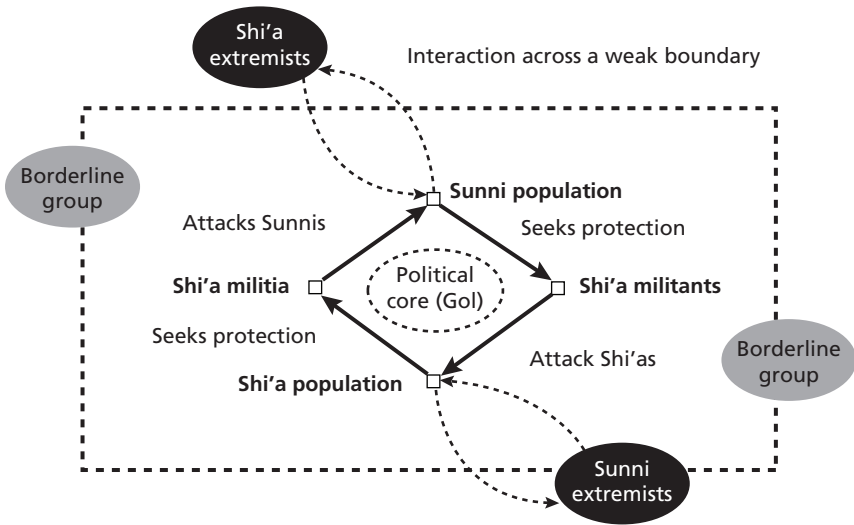 Shi'a
extremists
Interaction across a weak boundary
Borderline
group
Sunni population
Attacks Sunnis
Seeks protection
Shi'a militia
Political
core (GoI)
Shi'a militants
Seeks protection
Attack Shi'as
Borderline
group
Shi'a population
Sunni
extremists